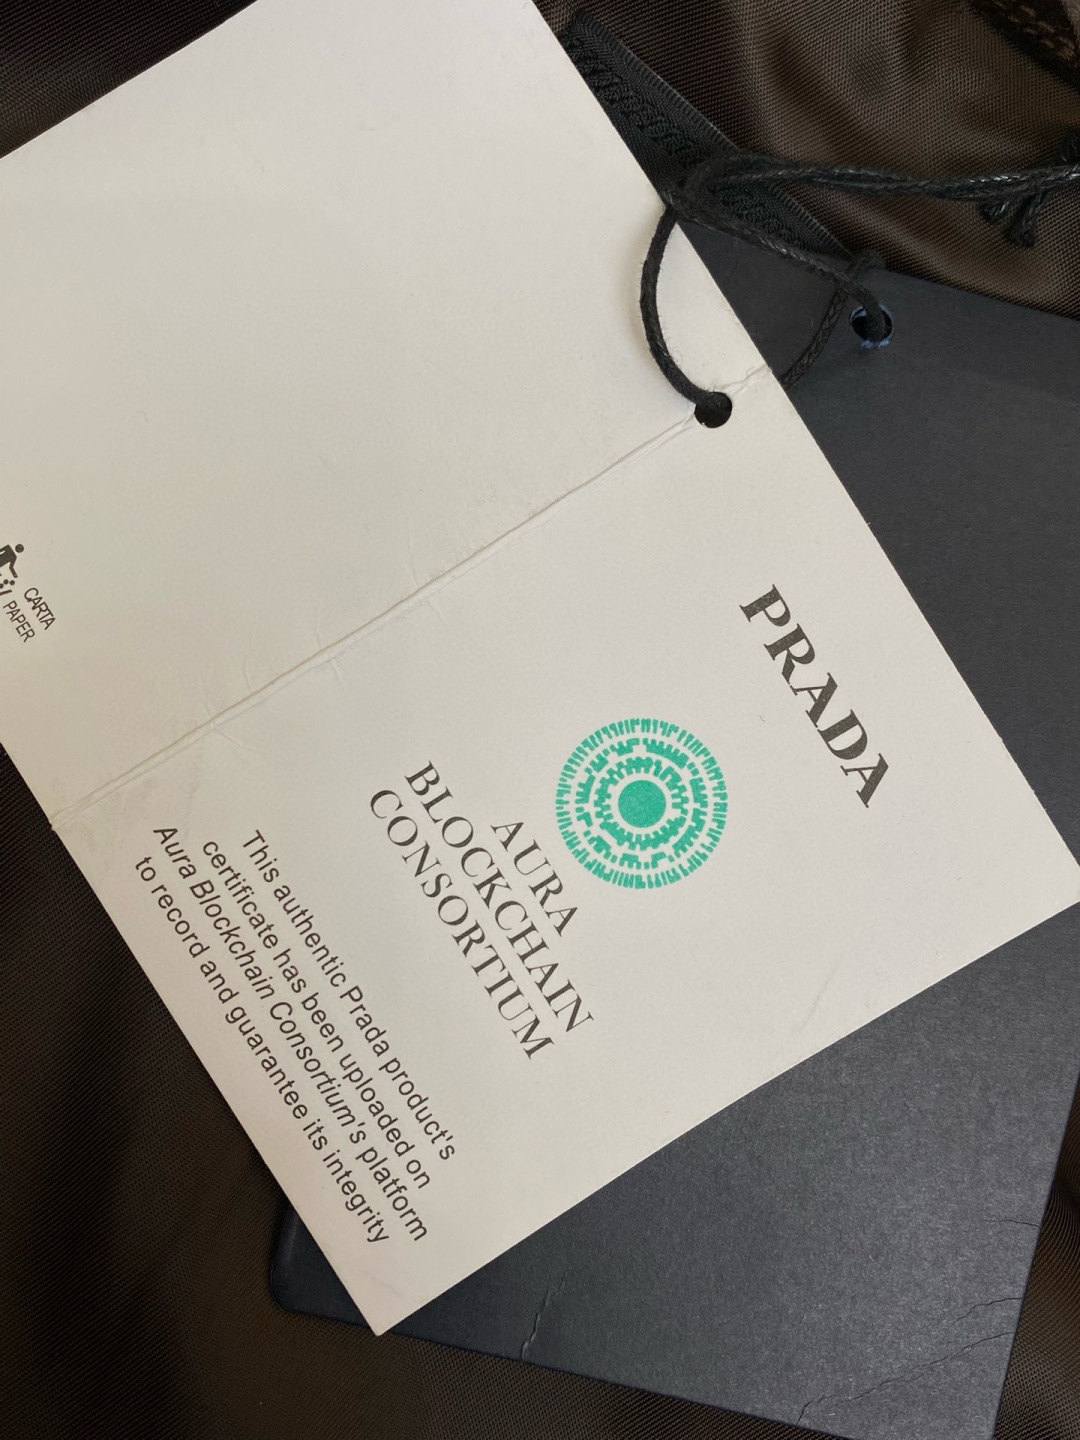 PRADA
AURA
BLOCKCHAIN
CONSORTIUM
This authentic Prada product's
certificate has been uploaded on
Aura Blockchain Consortium's platform
to record and guarantee its integrity
CARTA
PAPER